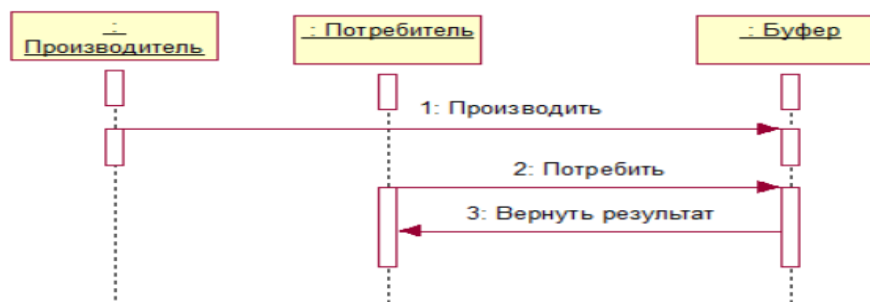 :
Производитель
: Потребитель
: Буфер
1: Производить
2: Потребить
3: Вернуть результат